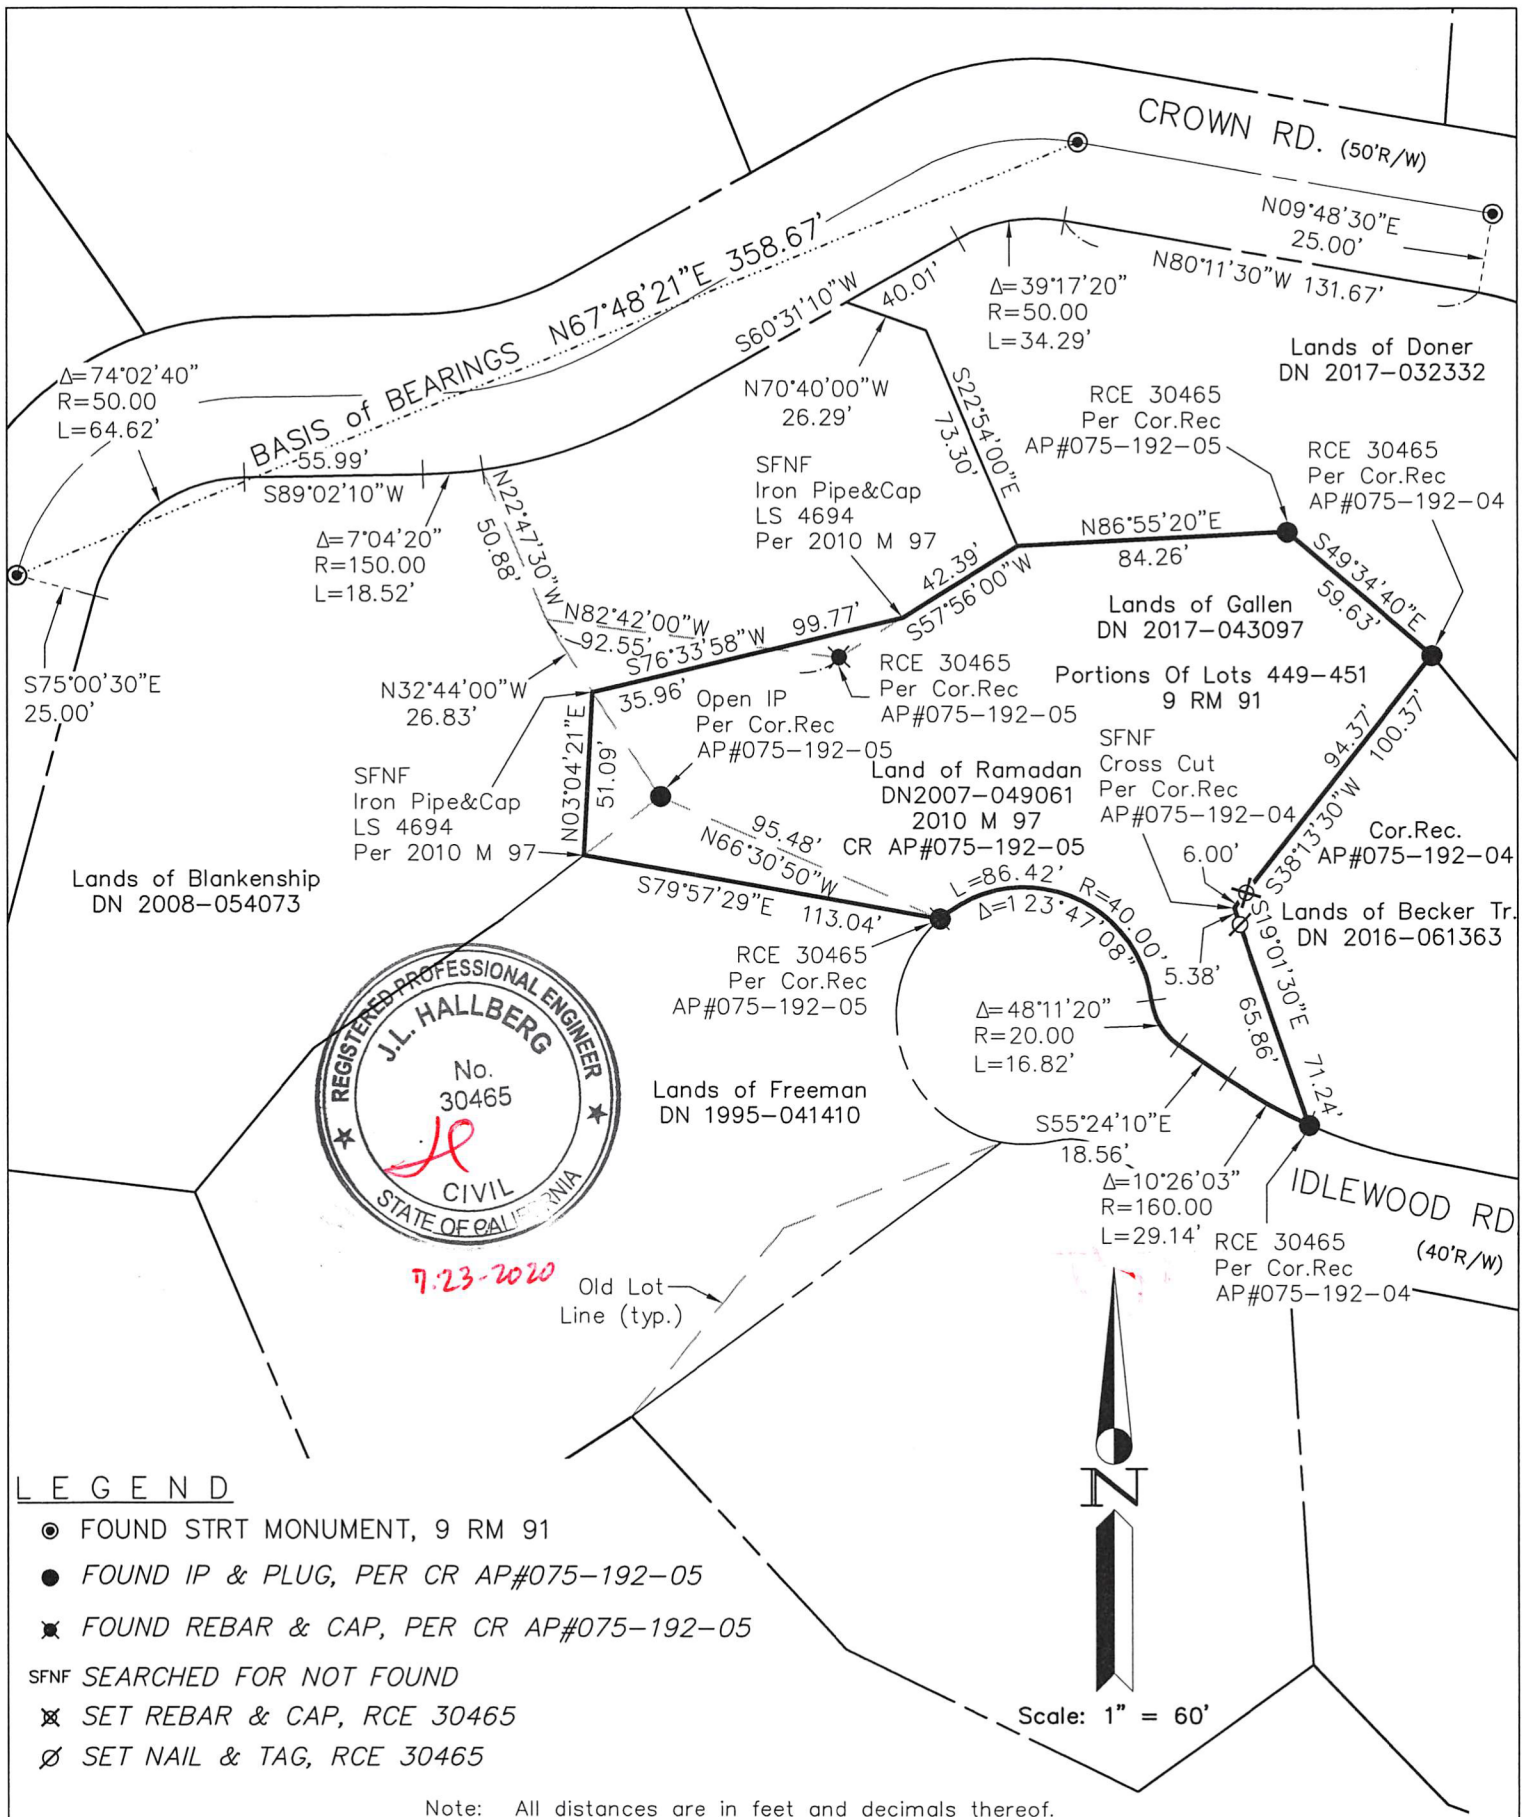 CROWN RD. (50'R/W)
N09°48'30"E
25.00'
N80°11'30"W 131.67'
BASIS of BEARINGS N67°48'21"E 358.67'
S60°31'10"W
40.01'
Δ=39°17'20"
R=50.00
L=34.29'
Lands of Doner
DN 2017-032332
Δ=74°02'40"
R=50.00
L=64.62'
55.99'
S89°02'10"W
N70°40'00"W
26.29'
S22°54'00"E
73.30'
RCE 30465
Per Cor.Rec
AP#075-192-05
RCE 30465
Per Cor.Rec
AP#075-192-04
SFNF
Iron Pipe&Cap
LS 4694
Per 2010 M 97
N22°47'30"W
50.88'
Δ=7°04'20"
R=150.00
L=18.52'
N86°55'20"E
84.26'
S49°34'40"E
59.63'
42.39'
S57°56'00"W
Lands of Gallen
DN 2017-043097
N82°42'00"W
92.55'
99.77'
S76°33'58"W
35.96'
S75°00'30"E
25.00'
N32°44'00"W
26.83'
RCE 30465
Per Cor.Rec
AP#075-192-05
Portions Of Lots 449-451
9 RM 91
Open IP
Per Cor.Rec
AP#075-192-05
94.37'
100.37'
S38°13'30"W
SFNF
Cross Cut
Per Cor.Rec
AP#075-192-04
N03°04'21"E
51.09'
SFNF
Iron Pipe&Cap
LS 4694
Per 2010 M 97
Land of Ramadan
DN2007-049061
2010 M 97
CR AP#075-192-05
Cor.Rec.
AP#075-192-04
6.00'
95.48'
N66°30'50"W
Lands of Blankenship
DN 2008-054073
S79°57'29"E 113.04'
L=86.42' R=40.00'
Δ=123°47'08"
S19°01'30"E
Lands of Becker Tr.
DN 2016-061363
5.38'
RCE 30465
Per Cor.Rec
AP#075-192-05
Δ=48°11'20"
R=20.00
L=16.82'
65.86'
71.24'
REGISTERED PROFESSIONAL ENGINEER
J.L. HALLBERG
No.
30465
CIVIL
STATE OF CALIFORNIA
7-23-2020
Lands of Freeman
DN 1995-041410
S55°24'10"E
18.56'
Δ=10°26'03"
R=160.00
L=29.14'
IDLEWOOD RD
(40'R/W)
RCE 30465
Per Cor.Rec
AP#075-192-04
Old Lot
Line (typ.)
N
Scale: 1" = 60'
LEGEND
FOUND STRT MONUMENT, 9 RM 91
FOUND IP & PLUG, PER CR AP#075-192-05
FOUND REBAR & CAP, PER CR AP#075-192-05
SFNF SEARCHED FOR NOT FOUND
SET REBAR & CAP, RCE 30465
SET NAIL & TAG, RCE 30465
Note: All distances are in feet and decimals thereof.